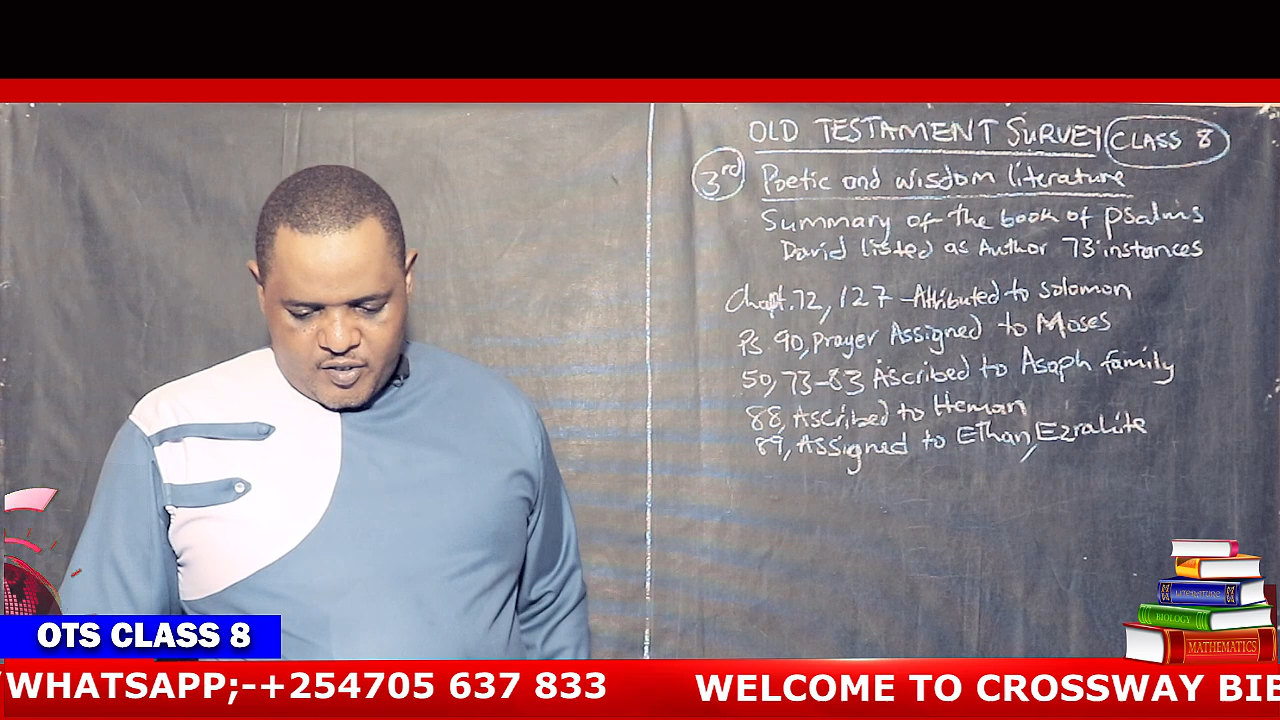 OLD TESTAMENT SURVEY CLASS 8
3rd Poetic and wisdom literature
Summary of the book of psalms
David listed as Author 73 instances
Chapt. 72, 127 - Attributed to solomon
Ps 90, Prayer Assigned to Moses
50, 73-83 Ascribed to Asaph family
88, Ascribed to Heman
89, Assigned to Ethan, Ezralite
LITERATURE
BIOLOGY
MATHEMATICS
OTS CLASS 8
WHATSAPP;-+254705 637 833 WELCOME TO CROSSWAY BIB